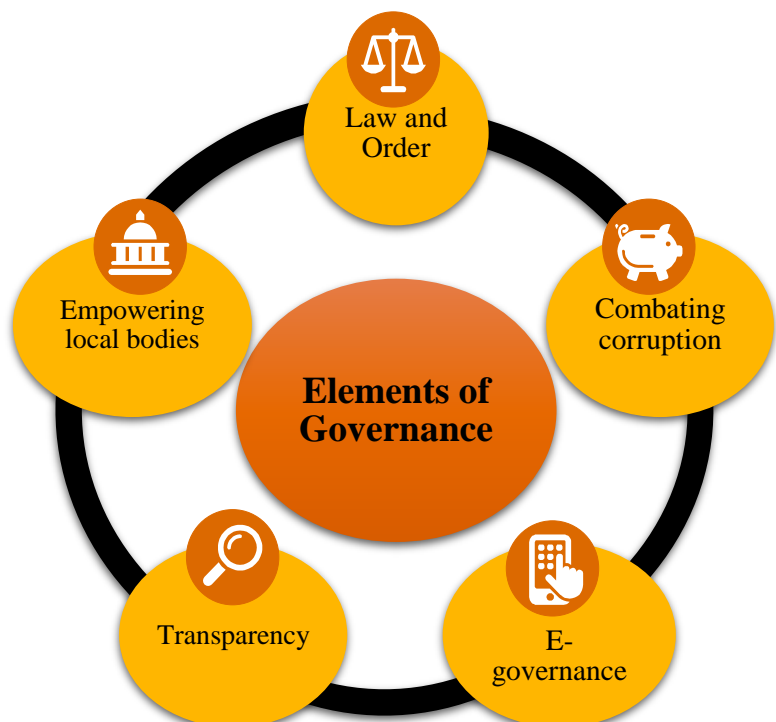 Law and
Order
Combating
corruption
Empowering
local bodies
Elements of
Governance
Transparency
E-
governance